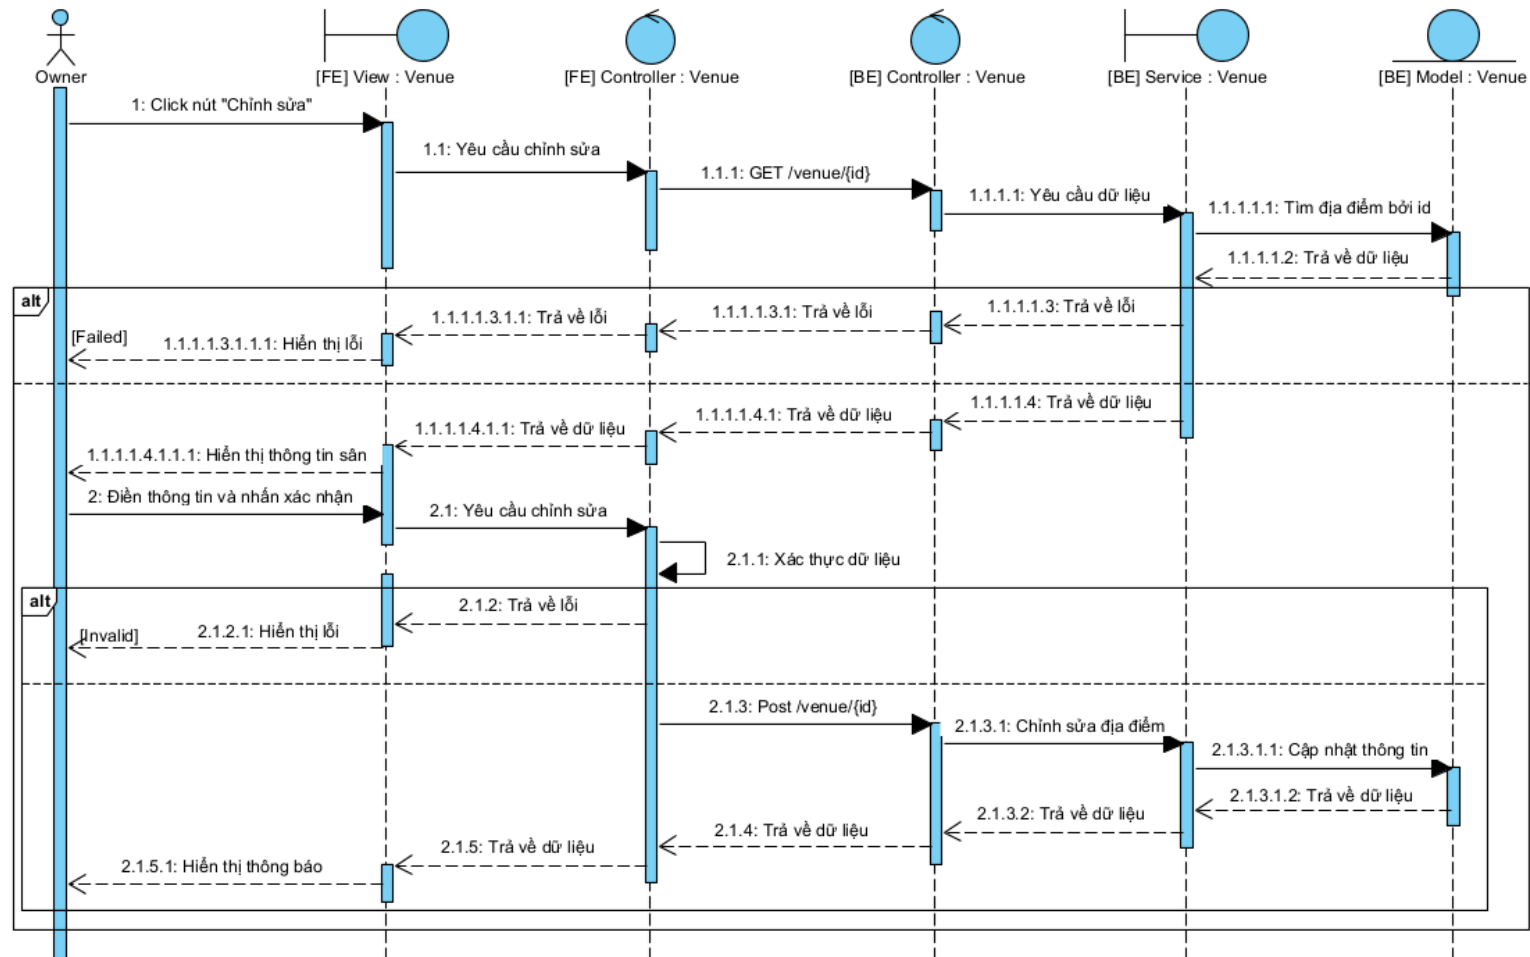 Owner
[FE] View : Venue
[FE] Controller : Venue
[BE] Controller : Venue
[BE] Service : Venue
[BE] Model : Venue
1: Click nút "Chỉnh sửa"
1.1: Yêu cầu chỉnh sửa
1.1.1: GET /venue/{id}
1.1.1.1: Yêu cầu dữ liệu
1.1.1.1.1: Tìm địa điểm bởi id
1.1.1.1.2: Trả về dữ liệu
alt
[Failed]
1.1.1.1.3: Trả về lỗi
1.1.1.1.3.1: Trả về lỗi
1.1.1.1.3.1.1: Trả về lỗi
1.1.1.1.3.1.1.1: Hiển thị lỗi
1.1.1.1.4: Trả về dữ liệu
1.1.1.1.4.1: Trả về dữ liệu
1.1.1.1.4.1.1: Trả về dữ liệu
1.1.1.1.4.1.1.1: Hiển thị thông tin sân
2: Điền thông tin và nhấn xác nhận
2.1: Yêu cầu chỉnh sửa
2.1.1: Xác thực dữ liệu
alt
[Invalid]
2.1.2: Trả về lỗi
2.1.2.1: Hiển thị lỗi
2.1.3: Post /venue/{id}
2.1.3.1: Chỉnh sửa địa điểm
2.1.3.1.1: Cập nhật thông tin
2.1.3.1.2: Trả về dữ liệu
2.1.3.2: Trả về dữ liệu
2.1.4: Trả về dữ liệu
2.1.5: Trả về dữ liệu
2.1.5.1: Hiển thị thông báo